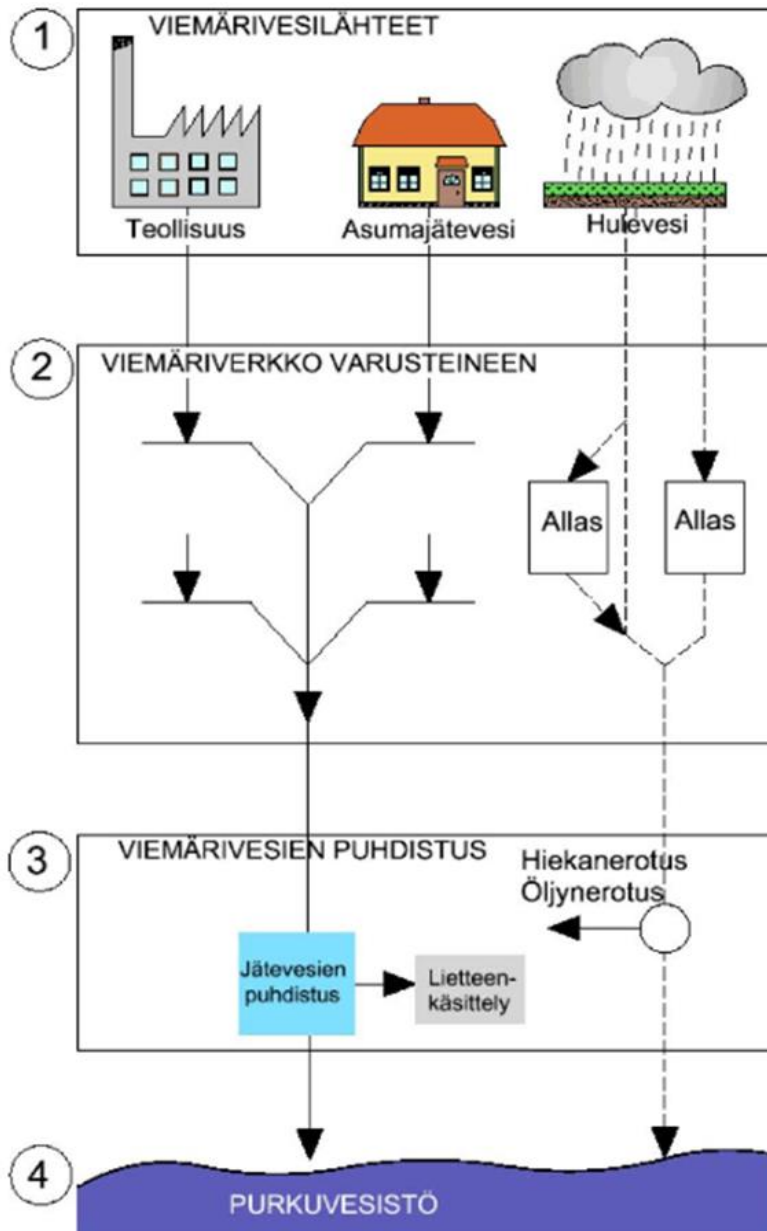 1
VIEMÄRIVESILÄHTEET
Teollisuus
Asumajätevesi
Hulevesi
2
VIEMÄRIVERKKO VARUSTEINEEN
Allas
Allas
3
VIEMÄRIVESIEN PUHDISTUS
Hiekanerotus
Öljynerotus
Jätevesien
puhdistus
Lietteen-
käsittely
4
PURKUVESISTÖ